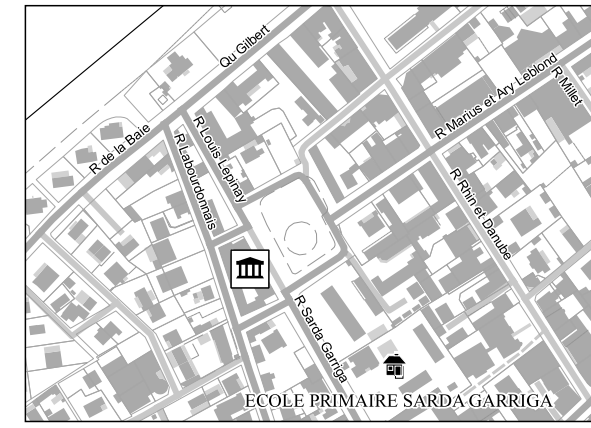 Qu Gilbert
R de la Baie
R Louis Lepinay
R Labourdonnais
R Marius et Ary Leblond
R Millet
R Rhin et Danube
R Sarda Garriga
ECOLE PRIMAIRE SARDA GARRIGA